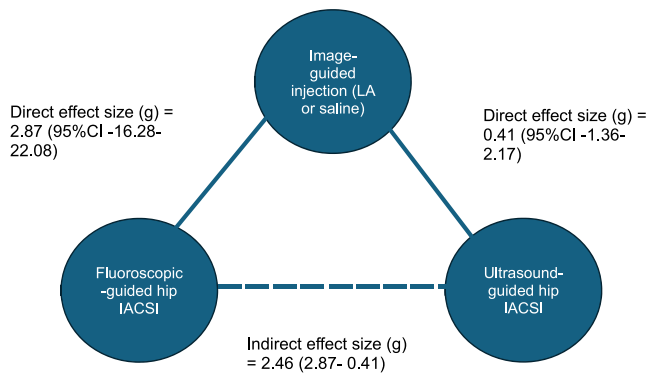 Image-
guided
injection (LA
or saline)
Direct effect size (g) =
2.87 (95%CI -16.28-
22.08)
Direct effect size (g) =
0.41 (95%CI -1.36-
2.17)
Fluoroscopic
-guided hip
IACSI
Ultrasound-
guided hip
IACSI
Indirect effect size (g)
= 2.46 (2.87- 0.41)